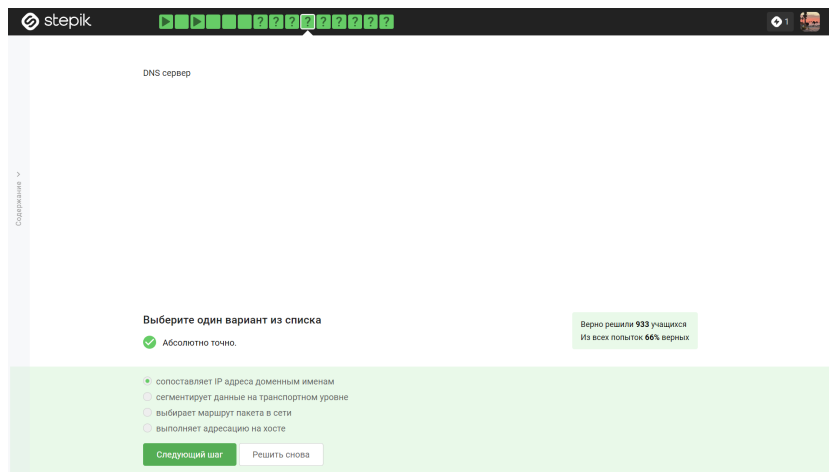 stepik
? ? ? ? ? ? ? ? ?
1
DNS сервер
Содержание
Выберите один вариант из списка
Абсолютно точно.
Верно решили 933 учащихся
Из всех попыток 66% верных
сопоставляет IP адреса доменным именам
сегментирует данные на транспортном уровне
выбирает маршрут пакета в сети
выполняет адресацию на хосте
Следующий шаг
Решить снова